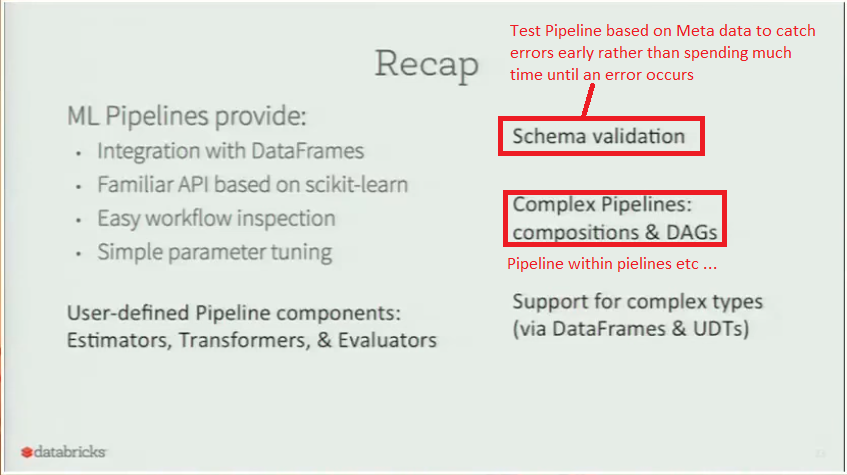 Recap
ML Pipelines provide:
• Integration with DataFrames
• Familiar API based on scikit-learn
• Easy workflow inspection
• Simple parameter tuning
User-defined Pipeline components:
Estimators, Transformers, & Evaluators
Test Pipeline based on Meta data to catch
errors early rather than spending much
time until an error occurs
Schema validation
Complex Pipelines:
compositions & DAGs
Pipeline within pielines etc ...
Support for complex types
(via DataFrames & UDTs)
databricks